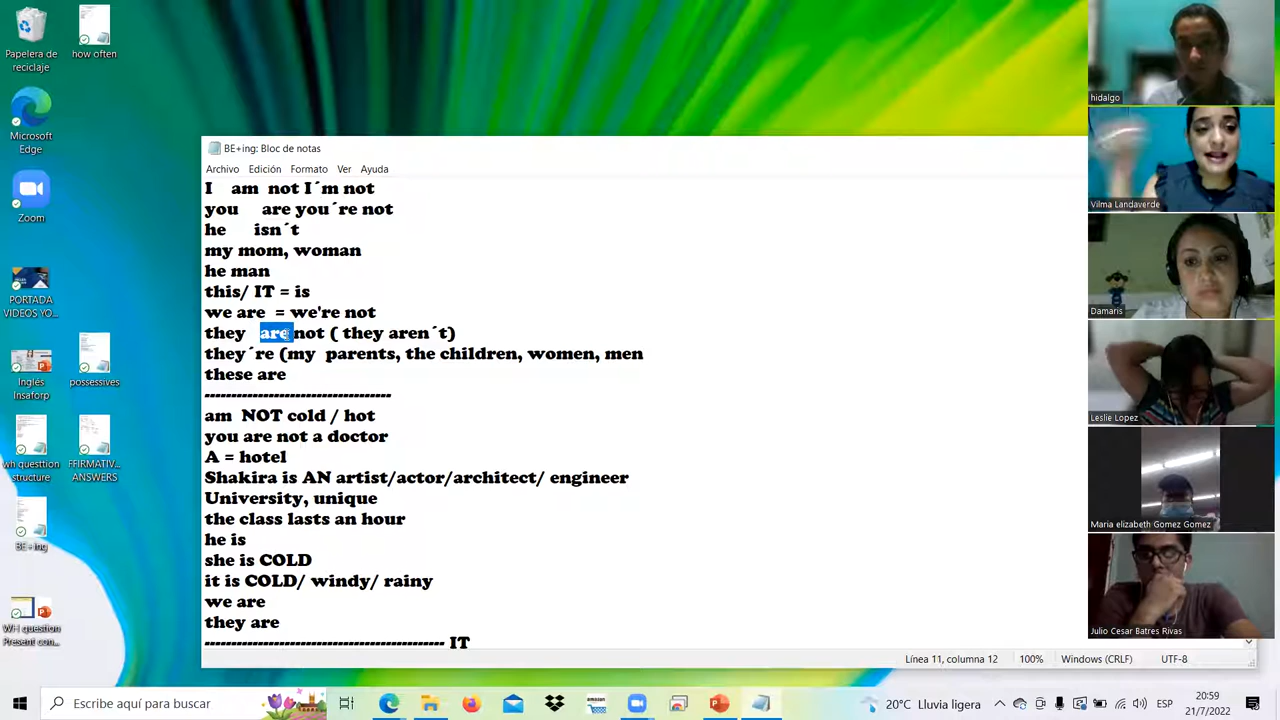 Papelera de
reciclaje
how often
Microsoft
Edge
Zoom
PORTADA
VIDEOS YO...
Ingles
Insaforp
possessives
wh questtion
structure
FFIRMATIV...
ANSWERS
BE+ing
WH question
Present con...
BE+ing: Bloc de notas
Archivo Edición Formato Ver Ayuda
I am not I´m not
you are you´re not
he isn´t
my mom, woman
he man
this/ IT = is
we are = we're not
they are not ( they aren´t)
they´re (my parents, the children, women, men
these are
-----------------------------------
am NOT cold / hot
you are not a doctor
A = hotel
Shakira is AN artist/actor/architect/ engineer
University, unique
the class lasts an hour
he is
she is COLD
it is COLD/ windy/ rainy
we are
they are
--------------------------------------------- IT
Línea 11, columna 12 100% Windows (CRLF) UTF-8
hidalgo
Vilma Landaverde
Damaris
Leslie Lopez
Maria elizabeth Gomez Gomez
Julio Cesar Batres Rivas
Escribe aquí para buscar
amazon
20°C Lluvia ligera
ESP
20:59
21/7/2022